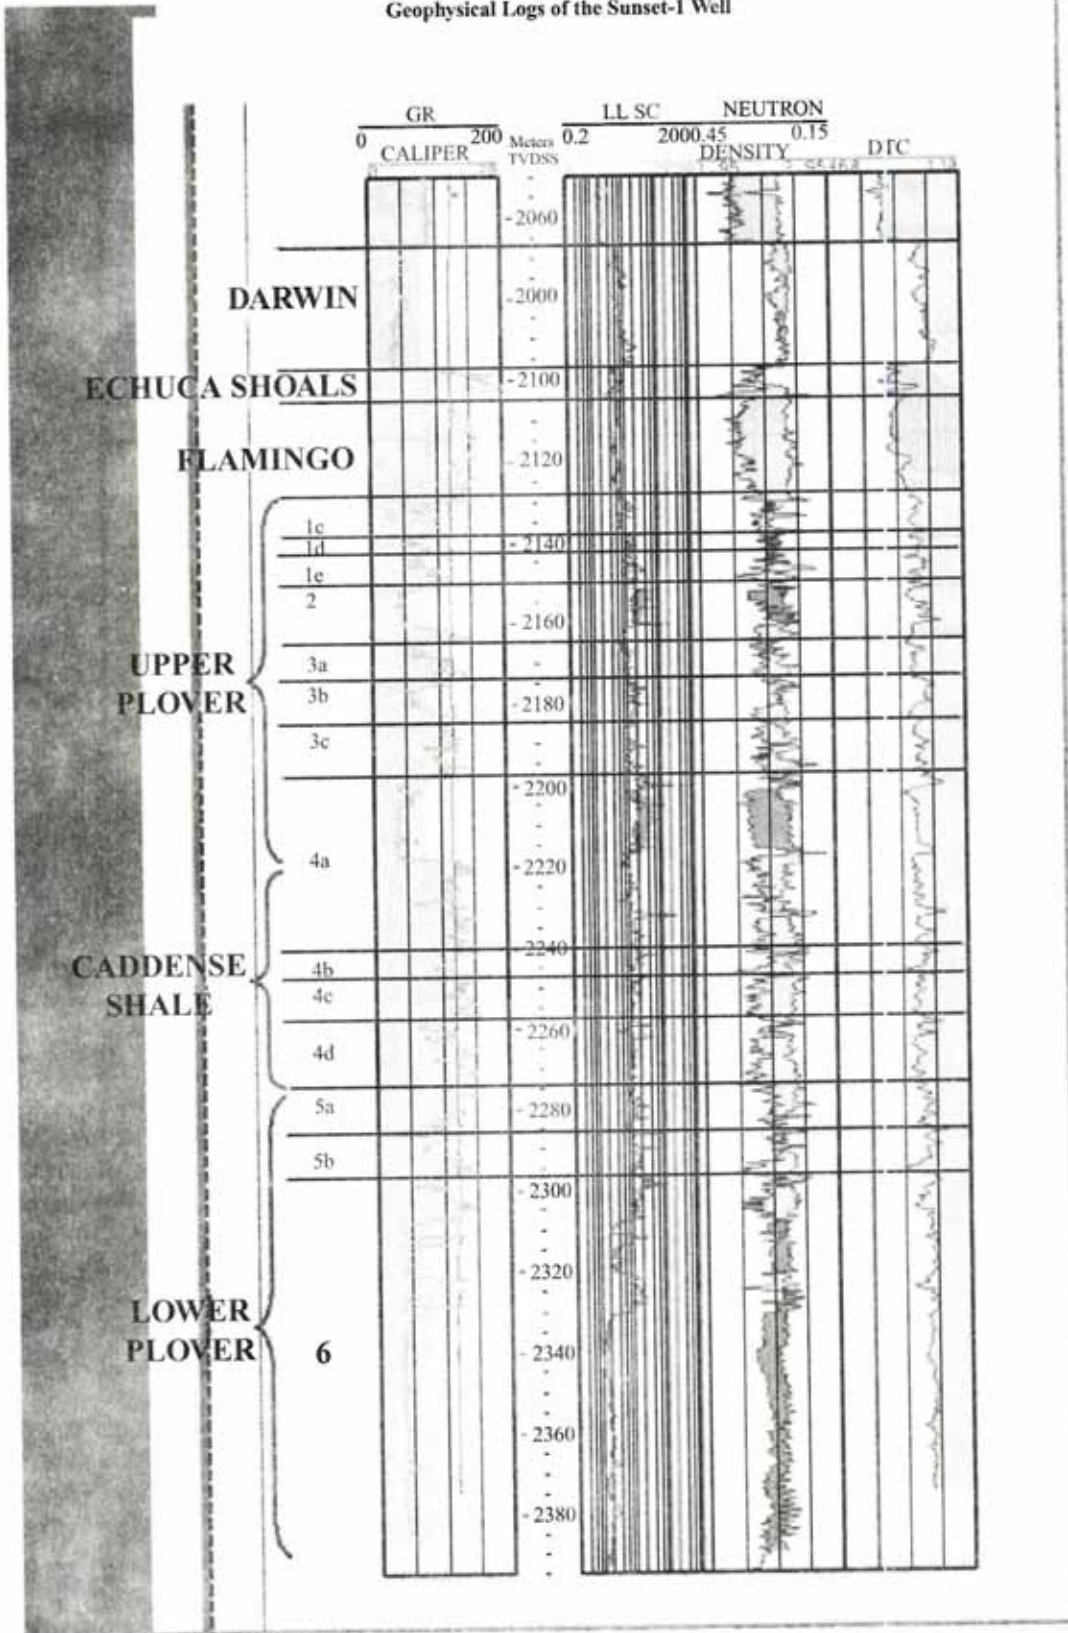 Geophysical Logs of the Sunset-1 Well
GR
LL SC
NEUTRON
0 200
Meters
TVDSS
0.2 2000
0.45 0.15
CALIPER
DENSITY
DTC
- 2060
DARWIN
- 2000
ECHUCA SHOALS
- 2100
FLAMINGO
- 2120
1c
- 2140
1d
1e
2
- 2160
UPPER
PLOVER
3a
3b
- 2180
3c
- 2200
4a
- 2220
- 2240
CADDENSE
SHALE
4b
4c
- 2260
4d
5a
- 2280
5b
- 2300
- 2320
LOWER
PLOVER
6
- 2340
- 2360
- 2380